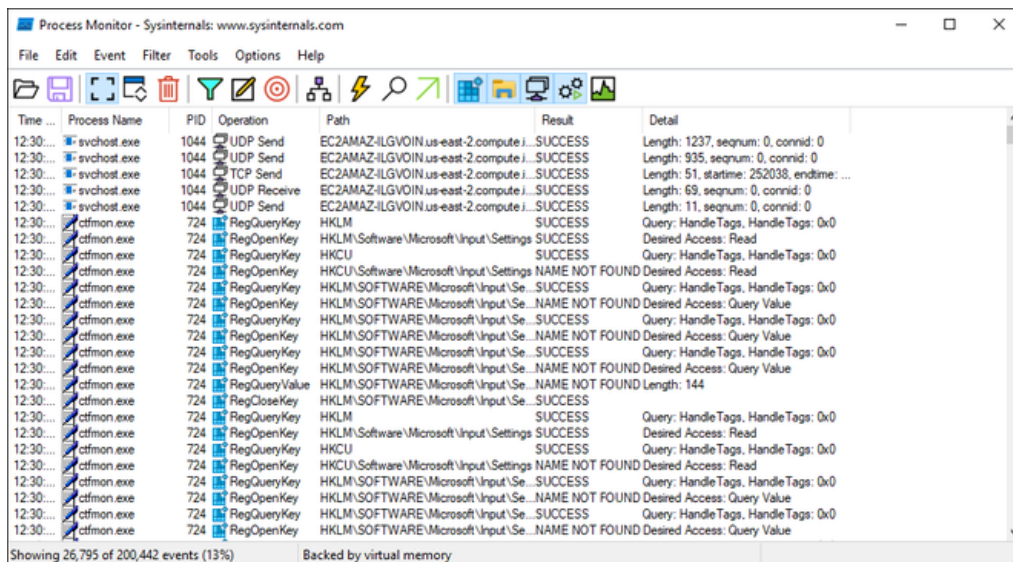 Process Monitor - Sysinternals: www.sysinternals.com
File Edit Event Filter Tools Options Help
Time ... Process Name PID Operation Path Result Detail
12:30:... svchost.exe 1044 UDP Send EC2AMAZ-ILGVOIN.us-east-2.compute.i... SUCCESS Length: 1237, seqnum: 0, connid: 0
12:30:... svchost.exe 1044 UDP Send EC2AMAZ-ILGVOIN.us-east-2.compute.i... SUCCESS Length: 935, seqnum: 0, connid: 0
12:30:... svchost.exe 1044 TCP Send EC2AMAZ-ILGVOIN.us-east-2.compute.i... SUCCESS Length: 51, startime: 252038, endtime: ...
12:30:... svchost.exe 1044 UDP Receive EC2AMAZ-ILGVOIN.us-east-2.compute.i... SUCCESS Length: 69, seqnum: 0, connid: 0
12:30:... svchost.exe 1044 UDP Send EC2AMAZ-ILGVOIN.us-east-2.compute.i... SUCCESS Length: 11, seqnum: 0, connid: 0
12:30:... ctfmon.exe 724 RegQueryKey HKLM SUCCESS Query: HandleTags, HandleTags: 0x0
12:30:... ctfmon.exe 724 RegOpenKey HKLM\Software\Microsoft\Input\Settings SUCCESS Desired Access: Read
12:30:... ctfmon.exe 724 RegQueryKey HKCU SUCCESS Query: HandleTags, HandleTags: 0x0
12:30:... ctfmon.exe 724 RegOpenKey HKCU\Software\Microsoft\Input\Settings NAME NOT FOUND Desired Access: Read
12:30:... ctfmon.exe 724 RegQueryKey HKLM\SOFTWARE\Microsoft\Input\Se... SUCCESS Query: HandleTags, HandleTags: 0x0
12:30:... ctfmon.exe 724 RegOpenKey HKLM\SOFTWARE\Microsoft\Input\Se... NAME NOT FOUND Desired Access: Query Value
12:30:... ctfmon.exe 724 RegQueryKey HKLM\SOFTWARE\Microsoft\Input\Se... SUCCESS Query: HandleTags, HandleTags: 0x0
12:30:... ctfmon.exe 724 RegOpenKey HKLM\SOFTWARE\Microsoft\Input\Se... NAME NOT FOUND Desired Access: Query Value
12:30:... ctfmon.exe 724 RegQueryKey HKLM\SOFTWARE\Microsoft\Input\Se... SUCCESS Query: HandleTags, HandleTags: 0x0
12:30:... ctfmon.exe 724 RegOpenKey HKLM\SOFTWARE\Microsoft\Input\Se... NAME NOT FOUND Desired Access: Query Value
12:30:... ctfmon.exe 724 RegQueryValue HKLM\SOFTWARE\Microsoft\Input\Se... NAME NOT FOUND Length: 144
12:30:... ctfmon.exe 724 RegCloseKey HKLM\SOFTWARE\Microsoft\Input\Se... SUCCESS
12:30:... ctfmon.exe 724 RegQueryKey HKLM SUCCESS Query: HandleTags, HandleTags: 0x0
12:30:... ctfmon.exe 724 RegOpenKey HKLM\Software\Microsoft\Input\Settings SUCCESS Desired Access: Read
12:30:... ctfmon.exe 724 RegQueryKey HKCU SUCCESS Query: HandleTags, HandleTags: 0x0
12:30:... ctfmon.exe 724 RegOpenKey HKCU\Software\Microsoft\Input\Settings NAME NOT FOUND Desired Access: Read
12:30:... ctfmon.exe 724 RegQueryKey HKLM\SOFTWARE\Microsoft\Input\Se... SUCCESS Query: HandleTags, HandleTags: 0x0
12:30:... ctfmon.exe 724 RegOpenKey HKLM\SOFTWARE\Microsoft\Input\Se... NAME NOT FOUND Desired Access: Query Value
12:30:... ctfmon.exe 724 RegQueryKey HKLM\SOFTWARE\Microsoft\Input\Se... SUCCESS Query: HandleTags, HandleTags: 0x0
12:30:... ctfmon.exe 724 RegOpenKey HKLM\SOFTWARE\Microsoft\Input\Se... NAME NOT FOUND Desired Access: Query Value
Showing 26,795 of 200,442 events (13%) Backed by virtual memory